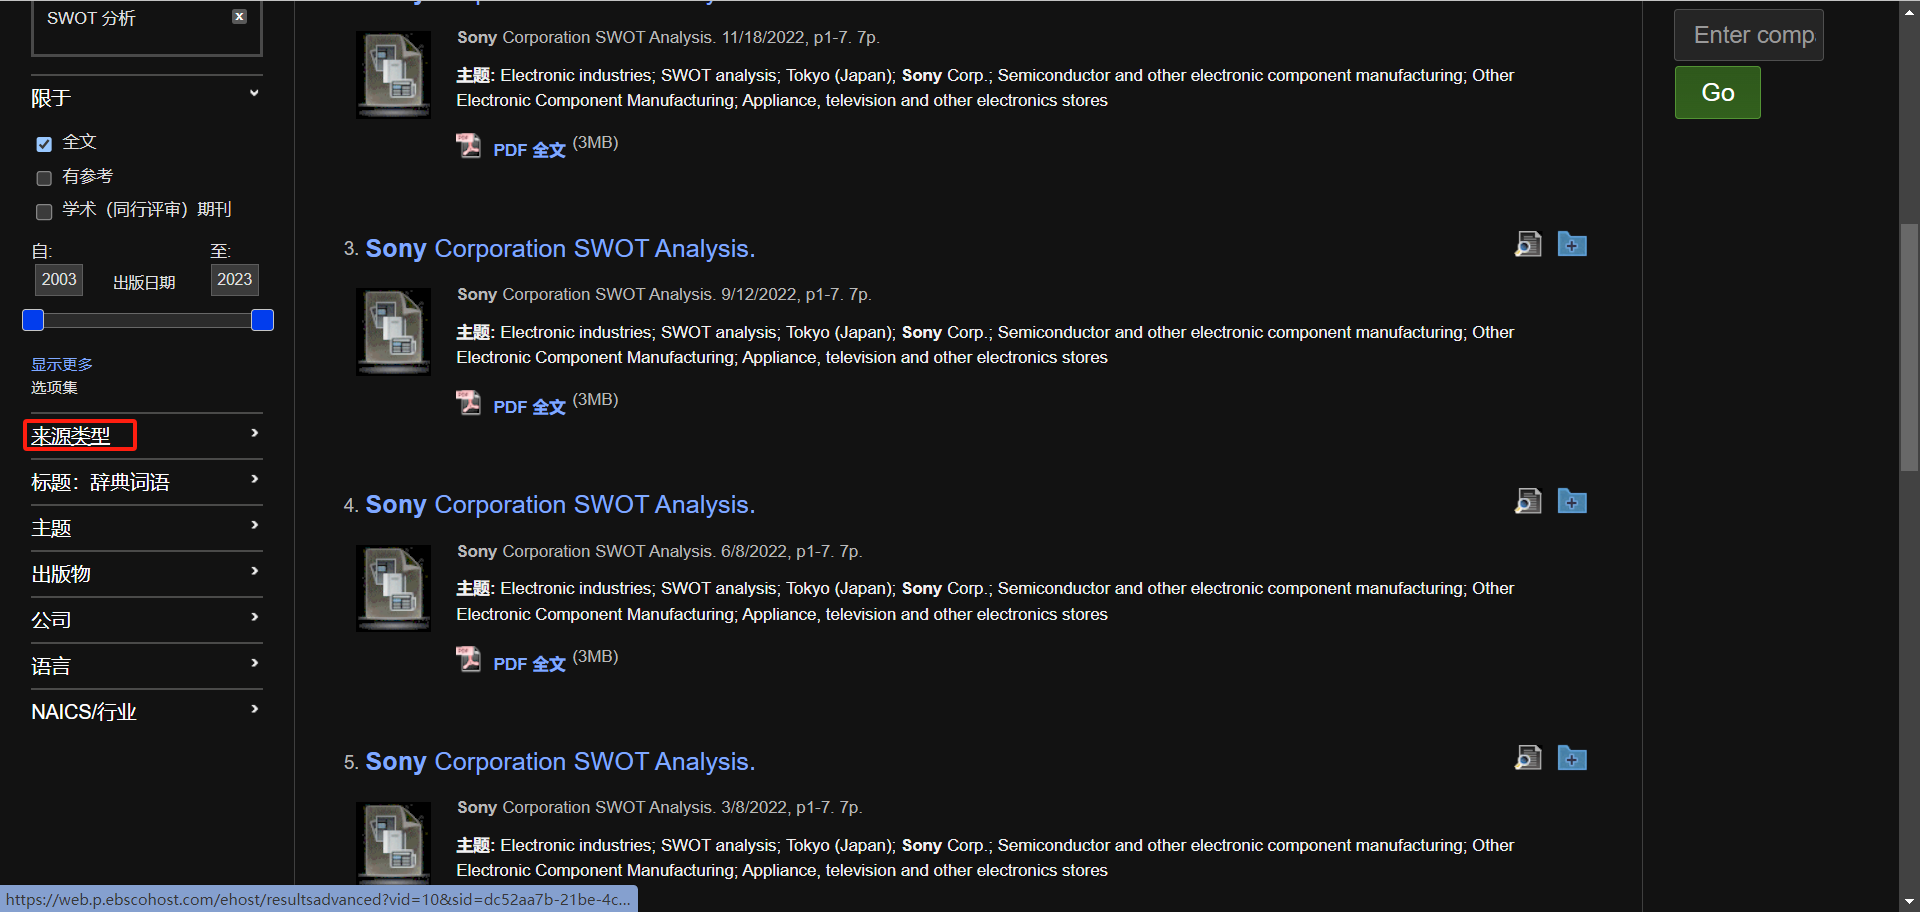 SWOT 分析
限于
全文
有参考
学术（同行评审）期刊
自:
至:
2003
出版日期
2023
显示更多
选项集
来源类型
标题：辞典词语
主题
出版物
公司
语言
NAICS/行业
Sony Corporation SWOT Analysis. 11/18/2022, p1-7. 7p.
主题: Electronic industries; SWOT analysis; Tokyo (Japan); Sony Corp.; Semiconductor and other electronic component manufacturing; Other
Electronic Component Manufacturing; Appliance, television and other electronics stores
PDF 全文 (3MB)
3. Sony Corporation SWOT Analysis.
Sony Corporation SWOT Analysis. 9/12/2022, p1-7. 7p.
主题: Electronic industries; SWOT analysis; Tokyo (Japan); Sony Corp.; Semiconductor and other electronic component manufacturing; Other
Electronic Component Manufacturing; Appliance, television and other electronics stores
PDF 全文 (3MB)
4. Sony Corporation SWOT Analysis.
Sony Corporation SWOT Analysis. 6/8/2022, p1-7. 7p.
主题: Electronic industries; SWOT analysis; Tokyo (Japan); Sony Corp.; Semiconductor and other electronic component manufacturing; Other
Electronic Component Manufacturing; Appliance, television and other electronics stores
PDF 全文 (3MB)
5. Sony Corporation SWOT Analysis.
Sony Corporation SWOT Analysis. 3/8/2022, p1-7. 7p.
主题: Electronic industries; SWOT analysis; Tokyo (Japan); Sony Corp.; Semiconductor and other electronic component manufacturing; Other
Electronic Component Manufacturing; Appliance, television and other electronics stores
Enter comp
Go
https://web.p.ebscohost.com/ehost/resultsadvanced?vid=10&sid=dc52aa7b-21be-4c...